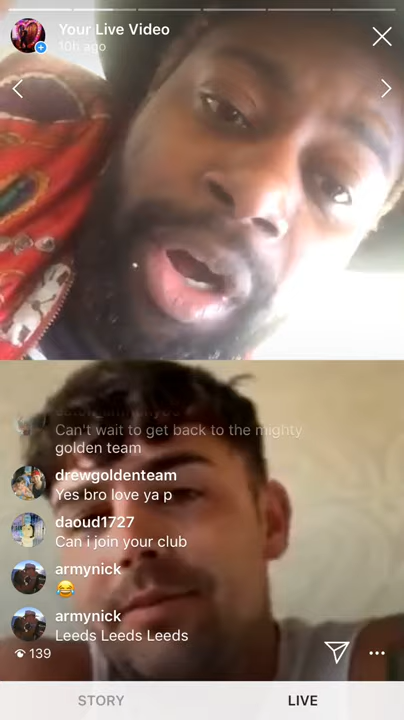 Your Live Video
10h ago
Can't wait to get back to the mighty
golden team
drewgoldenteam
Yes bro love ya p
daoud1727
Can i join your club
armynick
😂
armynick
Leeds Leeds Leeds
139
STORY
LIVE